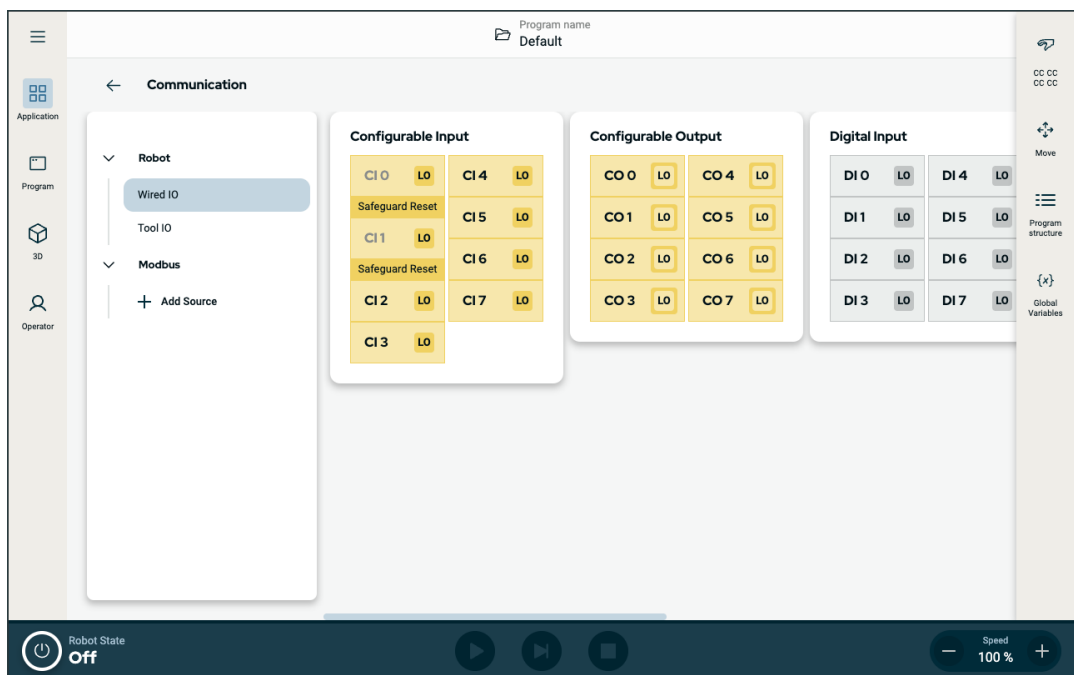 Program name
Default
Application
Program
3D
Operator
Communication
Robot
Wired IO
Tool IO
Modbus
Add Source
Configurable Input
CI 0 LO CI 4 LO
Safeguard Reset
CI 5 LO
CI 1 LO
Safeguard Reset
CI 6 LO
CI 2 LO CI 7 LO
CI 3 LO
Configurable Output
CO 0 LO CO 4 LO
CO 1 LO CO 5 LO
CO 2 LO CO 6 LO
CO 3 LO CO 7 LO
Digital Input
DI 0 LO DI 4 LO
DI 1 LO DI 5 LO
DI 2 LO DI 6 LO
DI 3 LO DI 7 LO
CC CC
CC CC
Move
Program
structure
{x}
Global
Variables
Robot State
Off
Speed
100 %